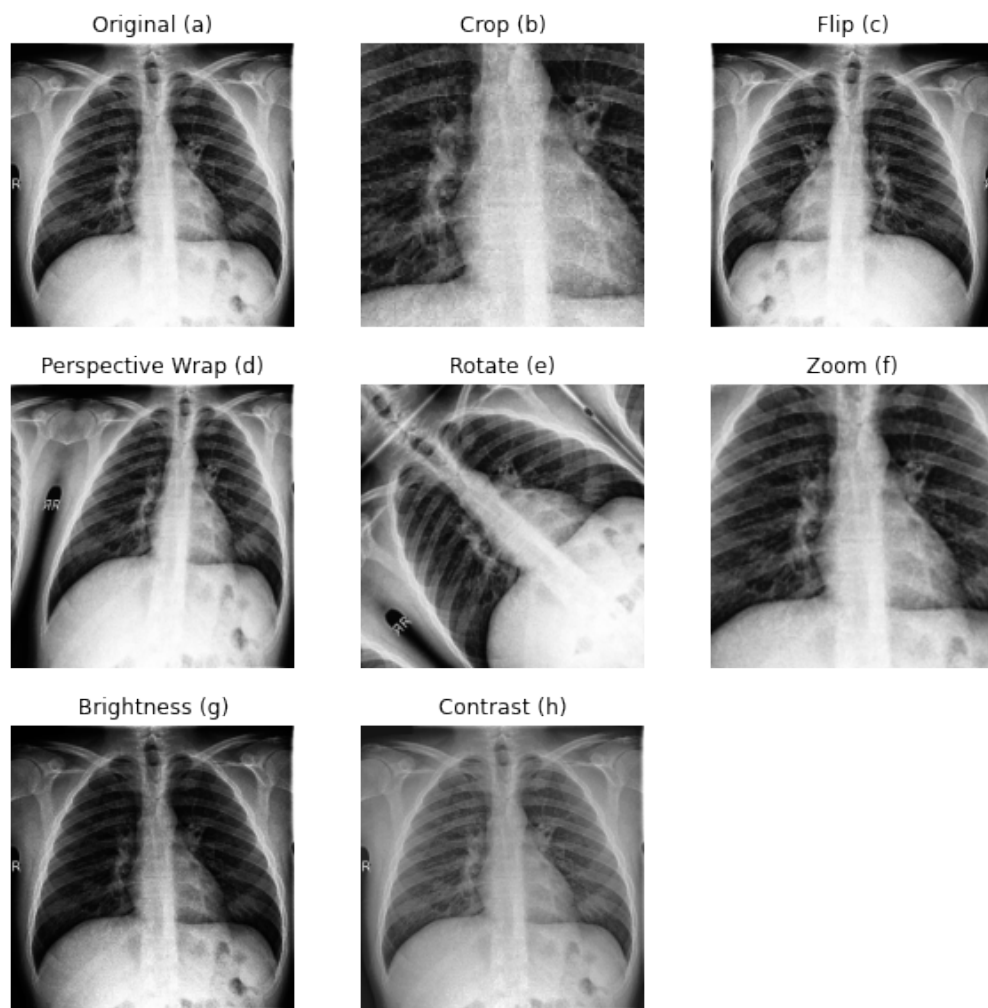 Original (a)
Crop (b)
Flip (c)
R
Perspective Wrap (d)
Rotate (e)
Zoom (f)
Brightness (g)
Contrast (h)
R
R